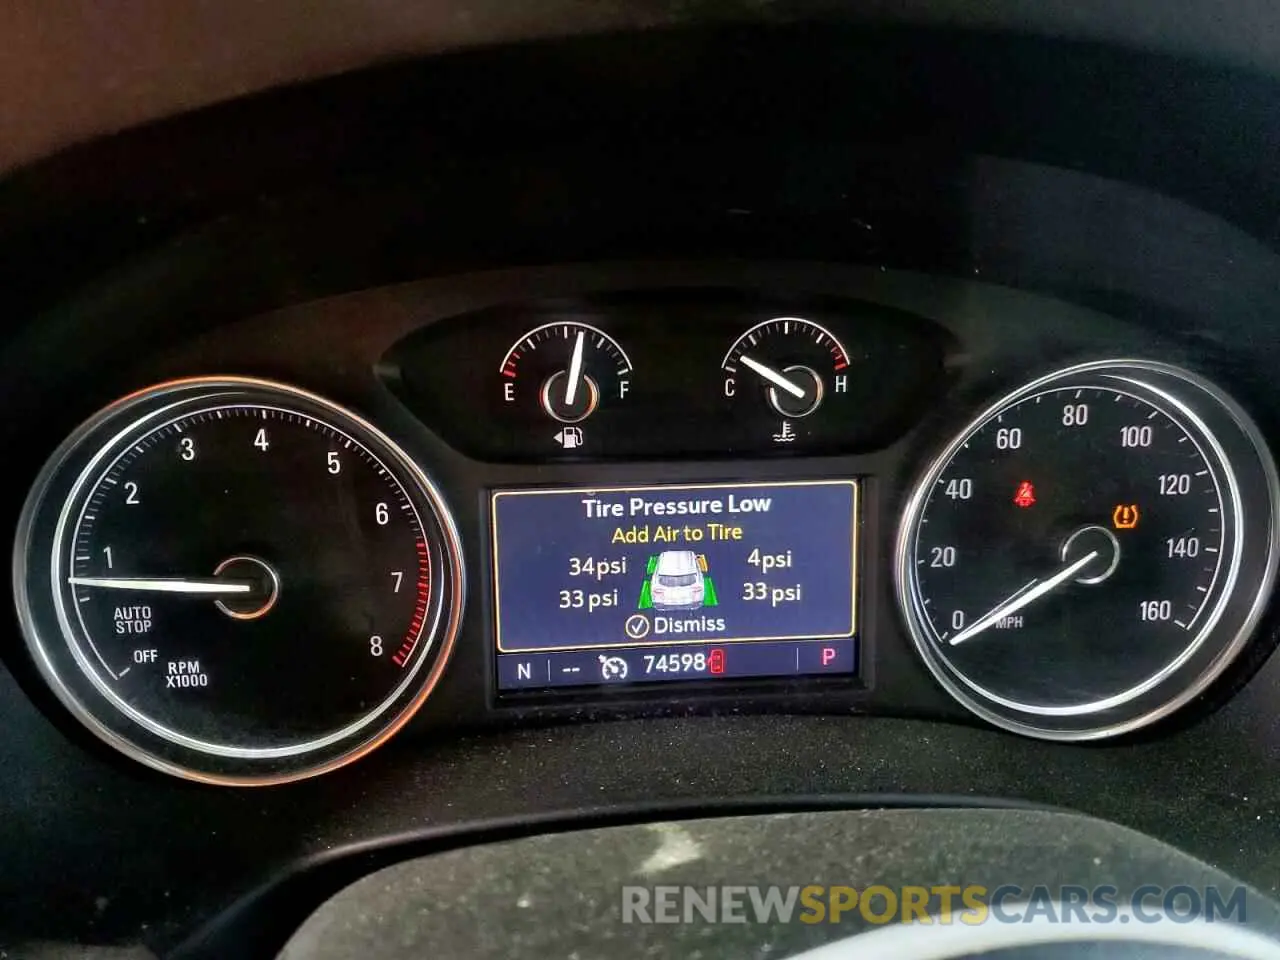 E F
C H
1 2 3 4 5 6 7 8
AUTO
STOP
OFF
RPM
X1000
Tire Pressure Low
Add Air to Tire
34psi 4psi
33 psi 33 psi
Dismiss
N -- 74598 P
0 20 40 60 80 100 120 140 160
MPH
RENEWSPORTSCARS.COM